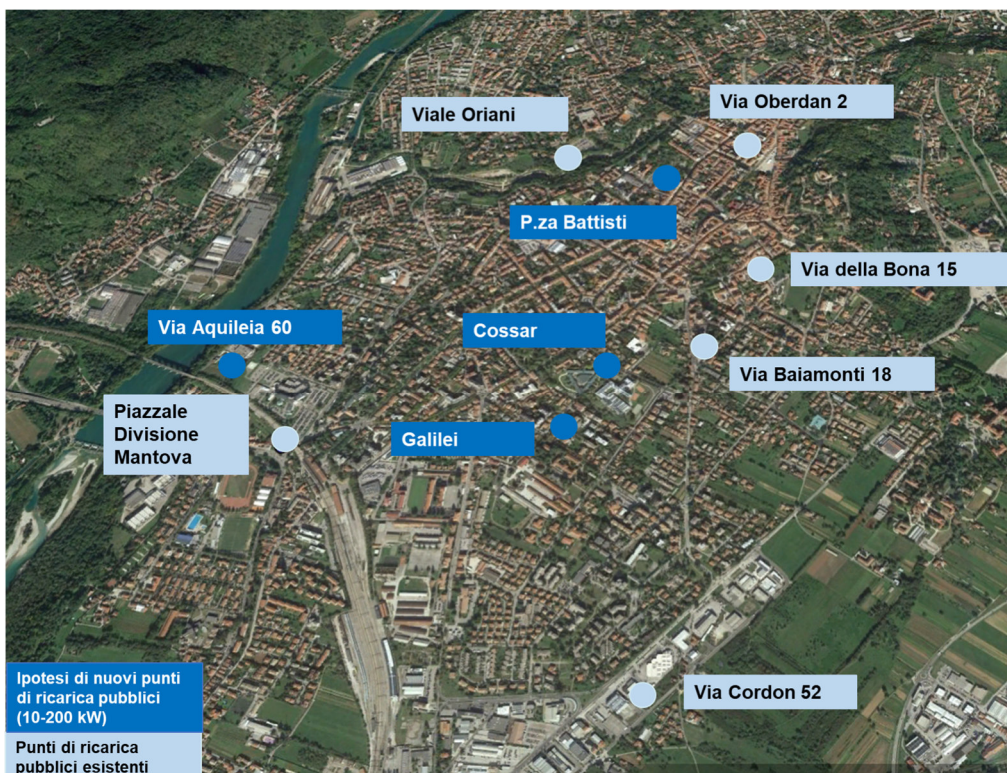 Viale Oriani
Via Oberdan 2
P.za Battisti
Via della Bona 15
Via Aquileia 60
Cossar
Via Baiamonti 18
Piazzale
Divisione
Mantova
Galilei
Via Cordon 52
Ipotesi di nuovi punti
di ricarica pubblici
(10-200 kW)
Punti di ricarica
pubblici esistenti